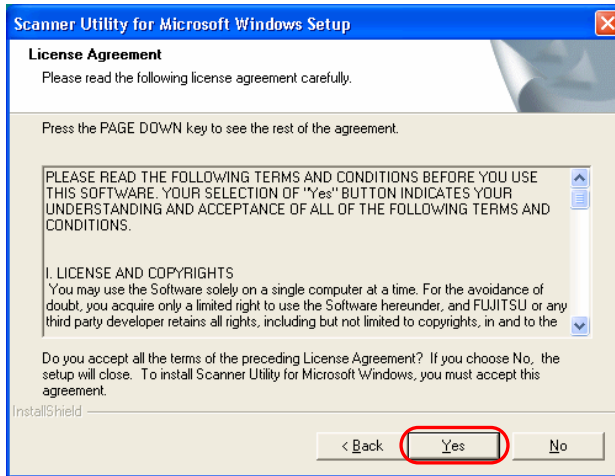 Scanner Utility for Microsoft Windows Setup
License Agreement
Please read the following license agreement carefully.
Press the PAGE DOWN key to see the rest of the agreement.
PLEASE READ THE FOLLOWING TERMS AND CONDITIONS BEFORE YOU USE
THIS SOFTWARE. YOUR SELECTION OF "Yes" BUTTON INDICATES YOUR
UNDERSTANDING AND ACCEPTANCE OF ALL OF THE FOLLOWING TERMS AND
CONDITIONS.
I. LICENSE AND COPYRIGHTS
You may use the Software solely on a single computer at a time. For the avoidance of
doubt, you acquire only a limited right to use the Software hereunder, and FUJITSU or any
third party developer retains all rights, including but not limited to copyrights, in and to the
Do you accept all the terms of the preceding License Agreement? If you choose No, the
setup will close. To install Scanner Utility for Microsoft Windows, you must accept this
agreement.
InstallShield
< Back Yes No